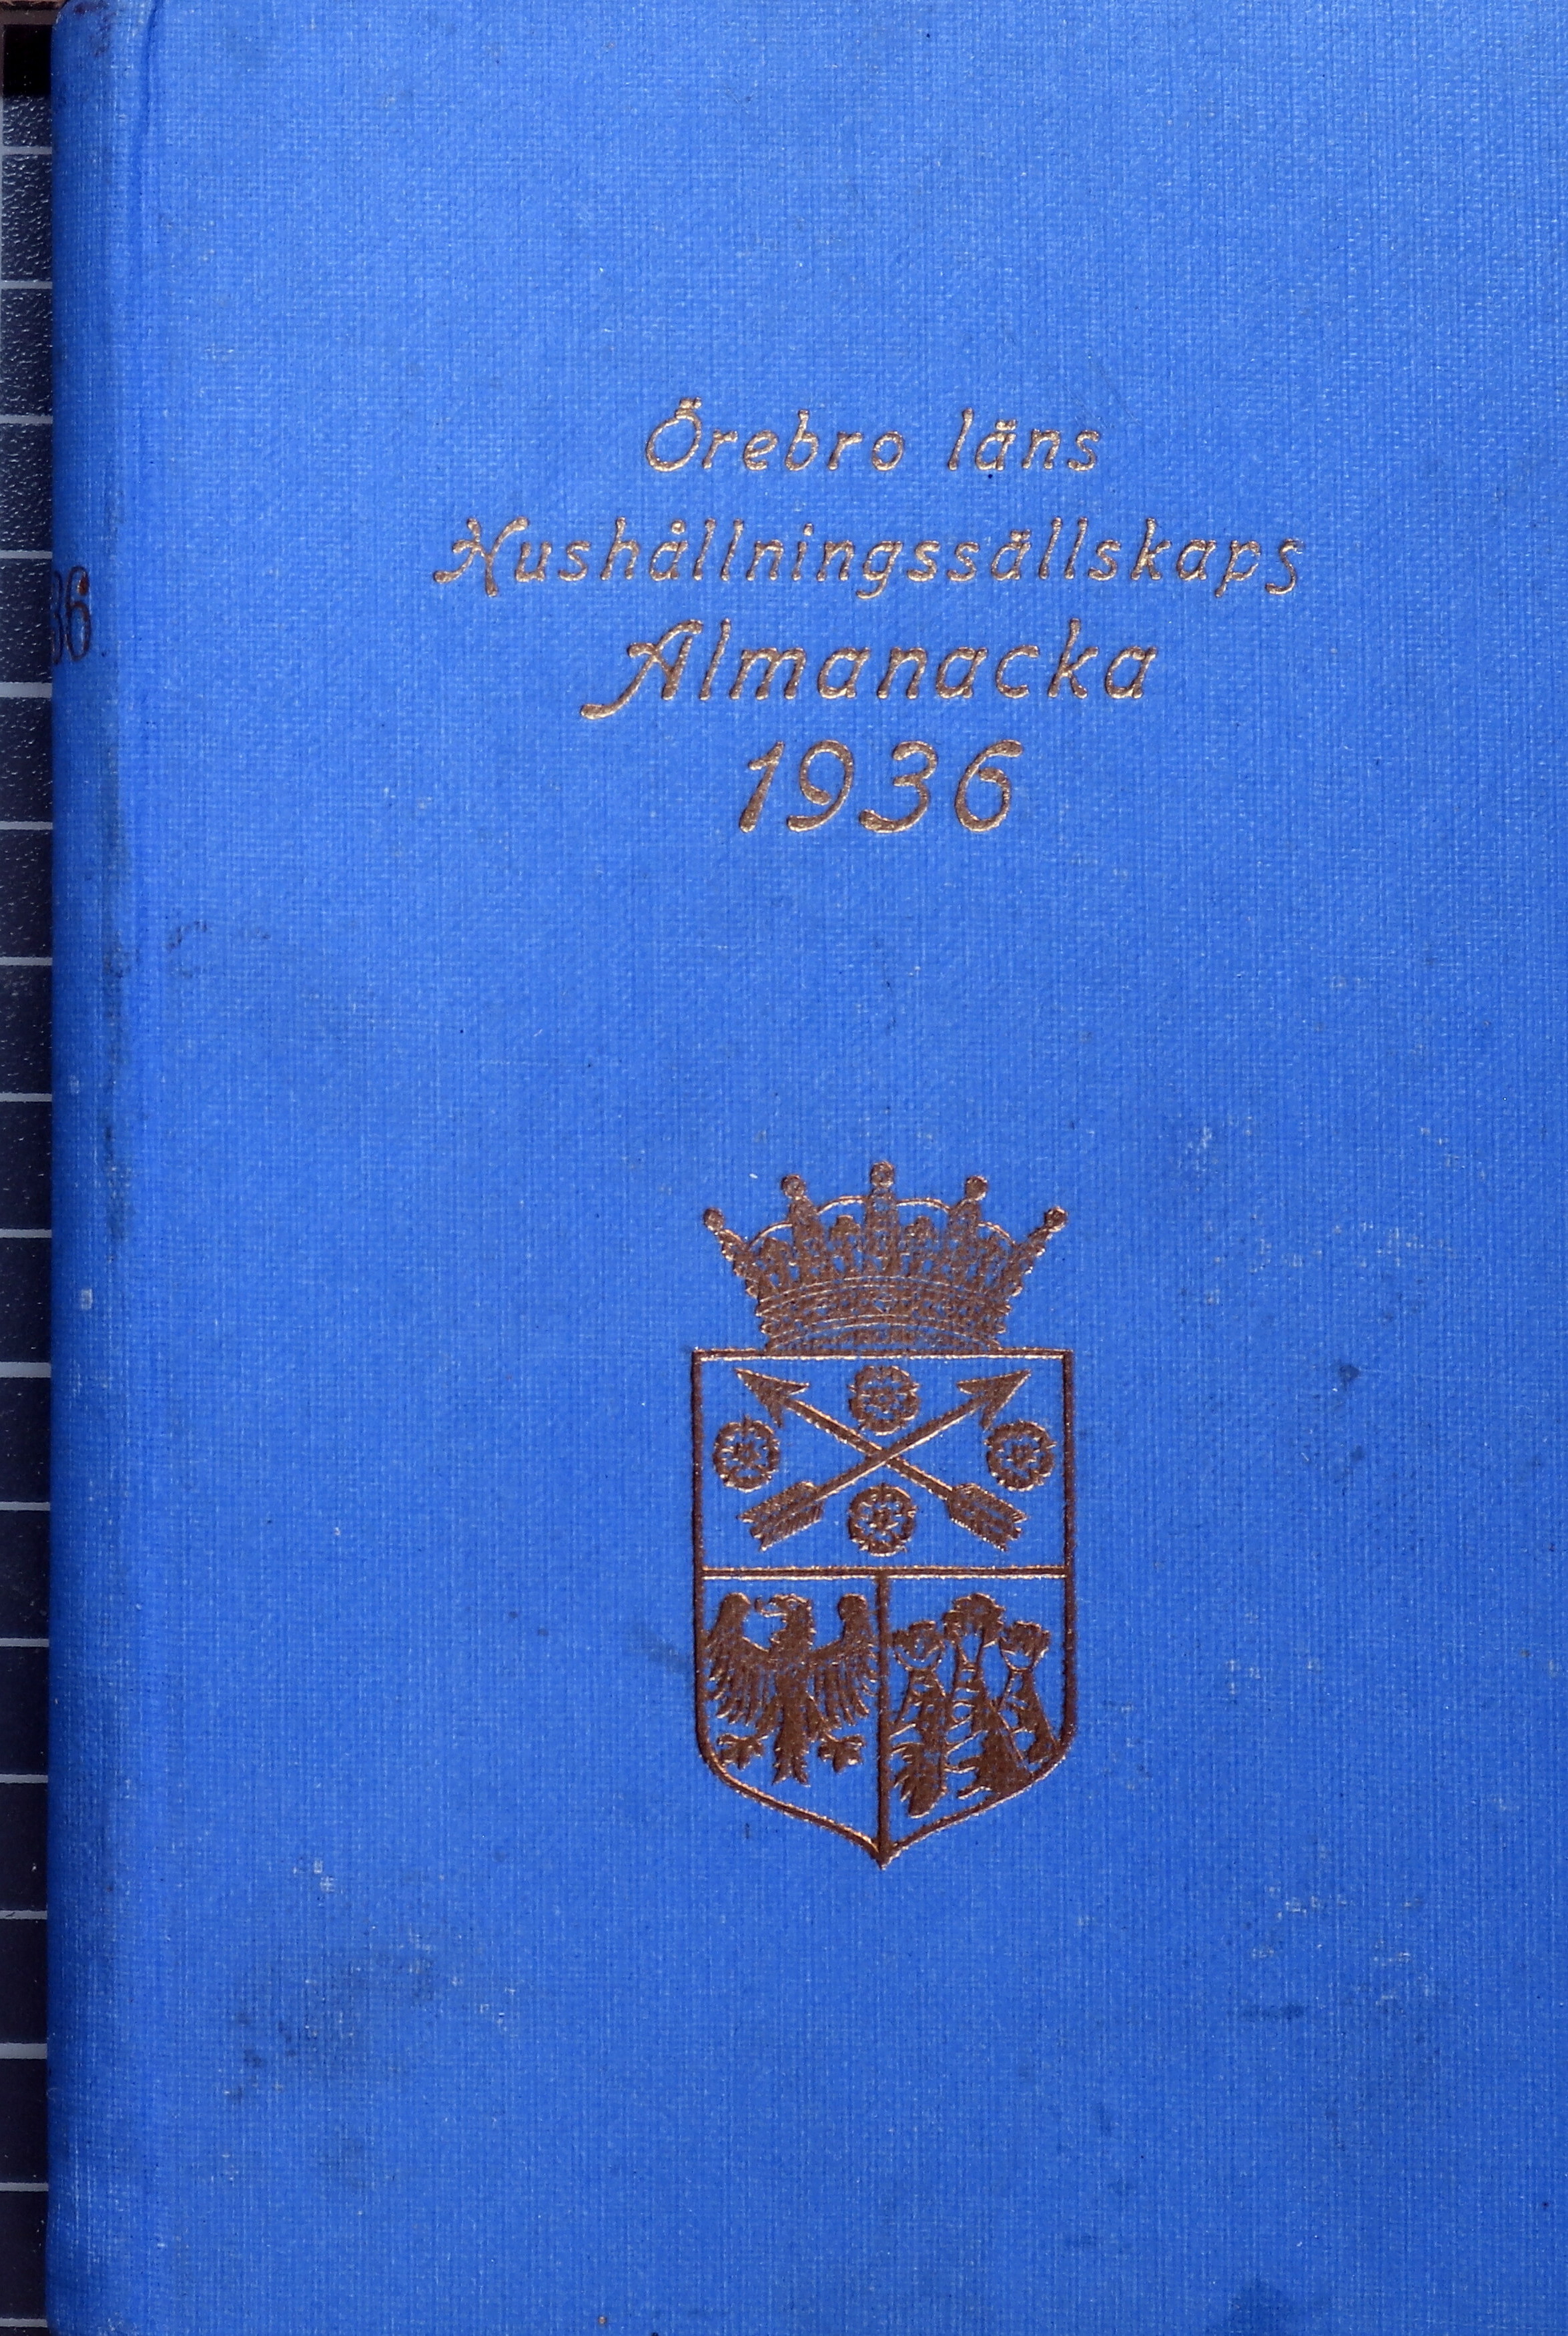 Örebro läns
Hushållningssällskaps
Almanacka
1936
36.